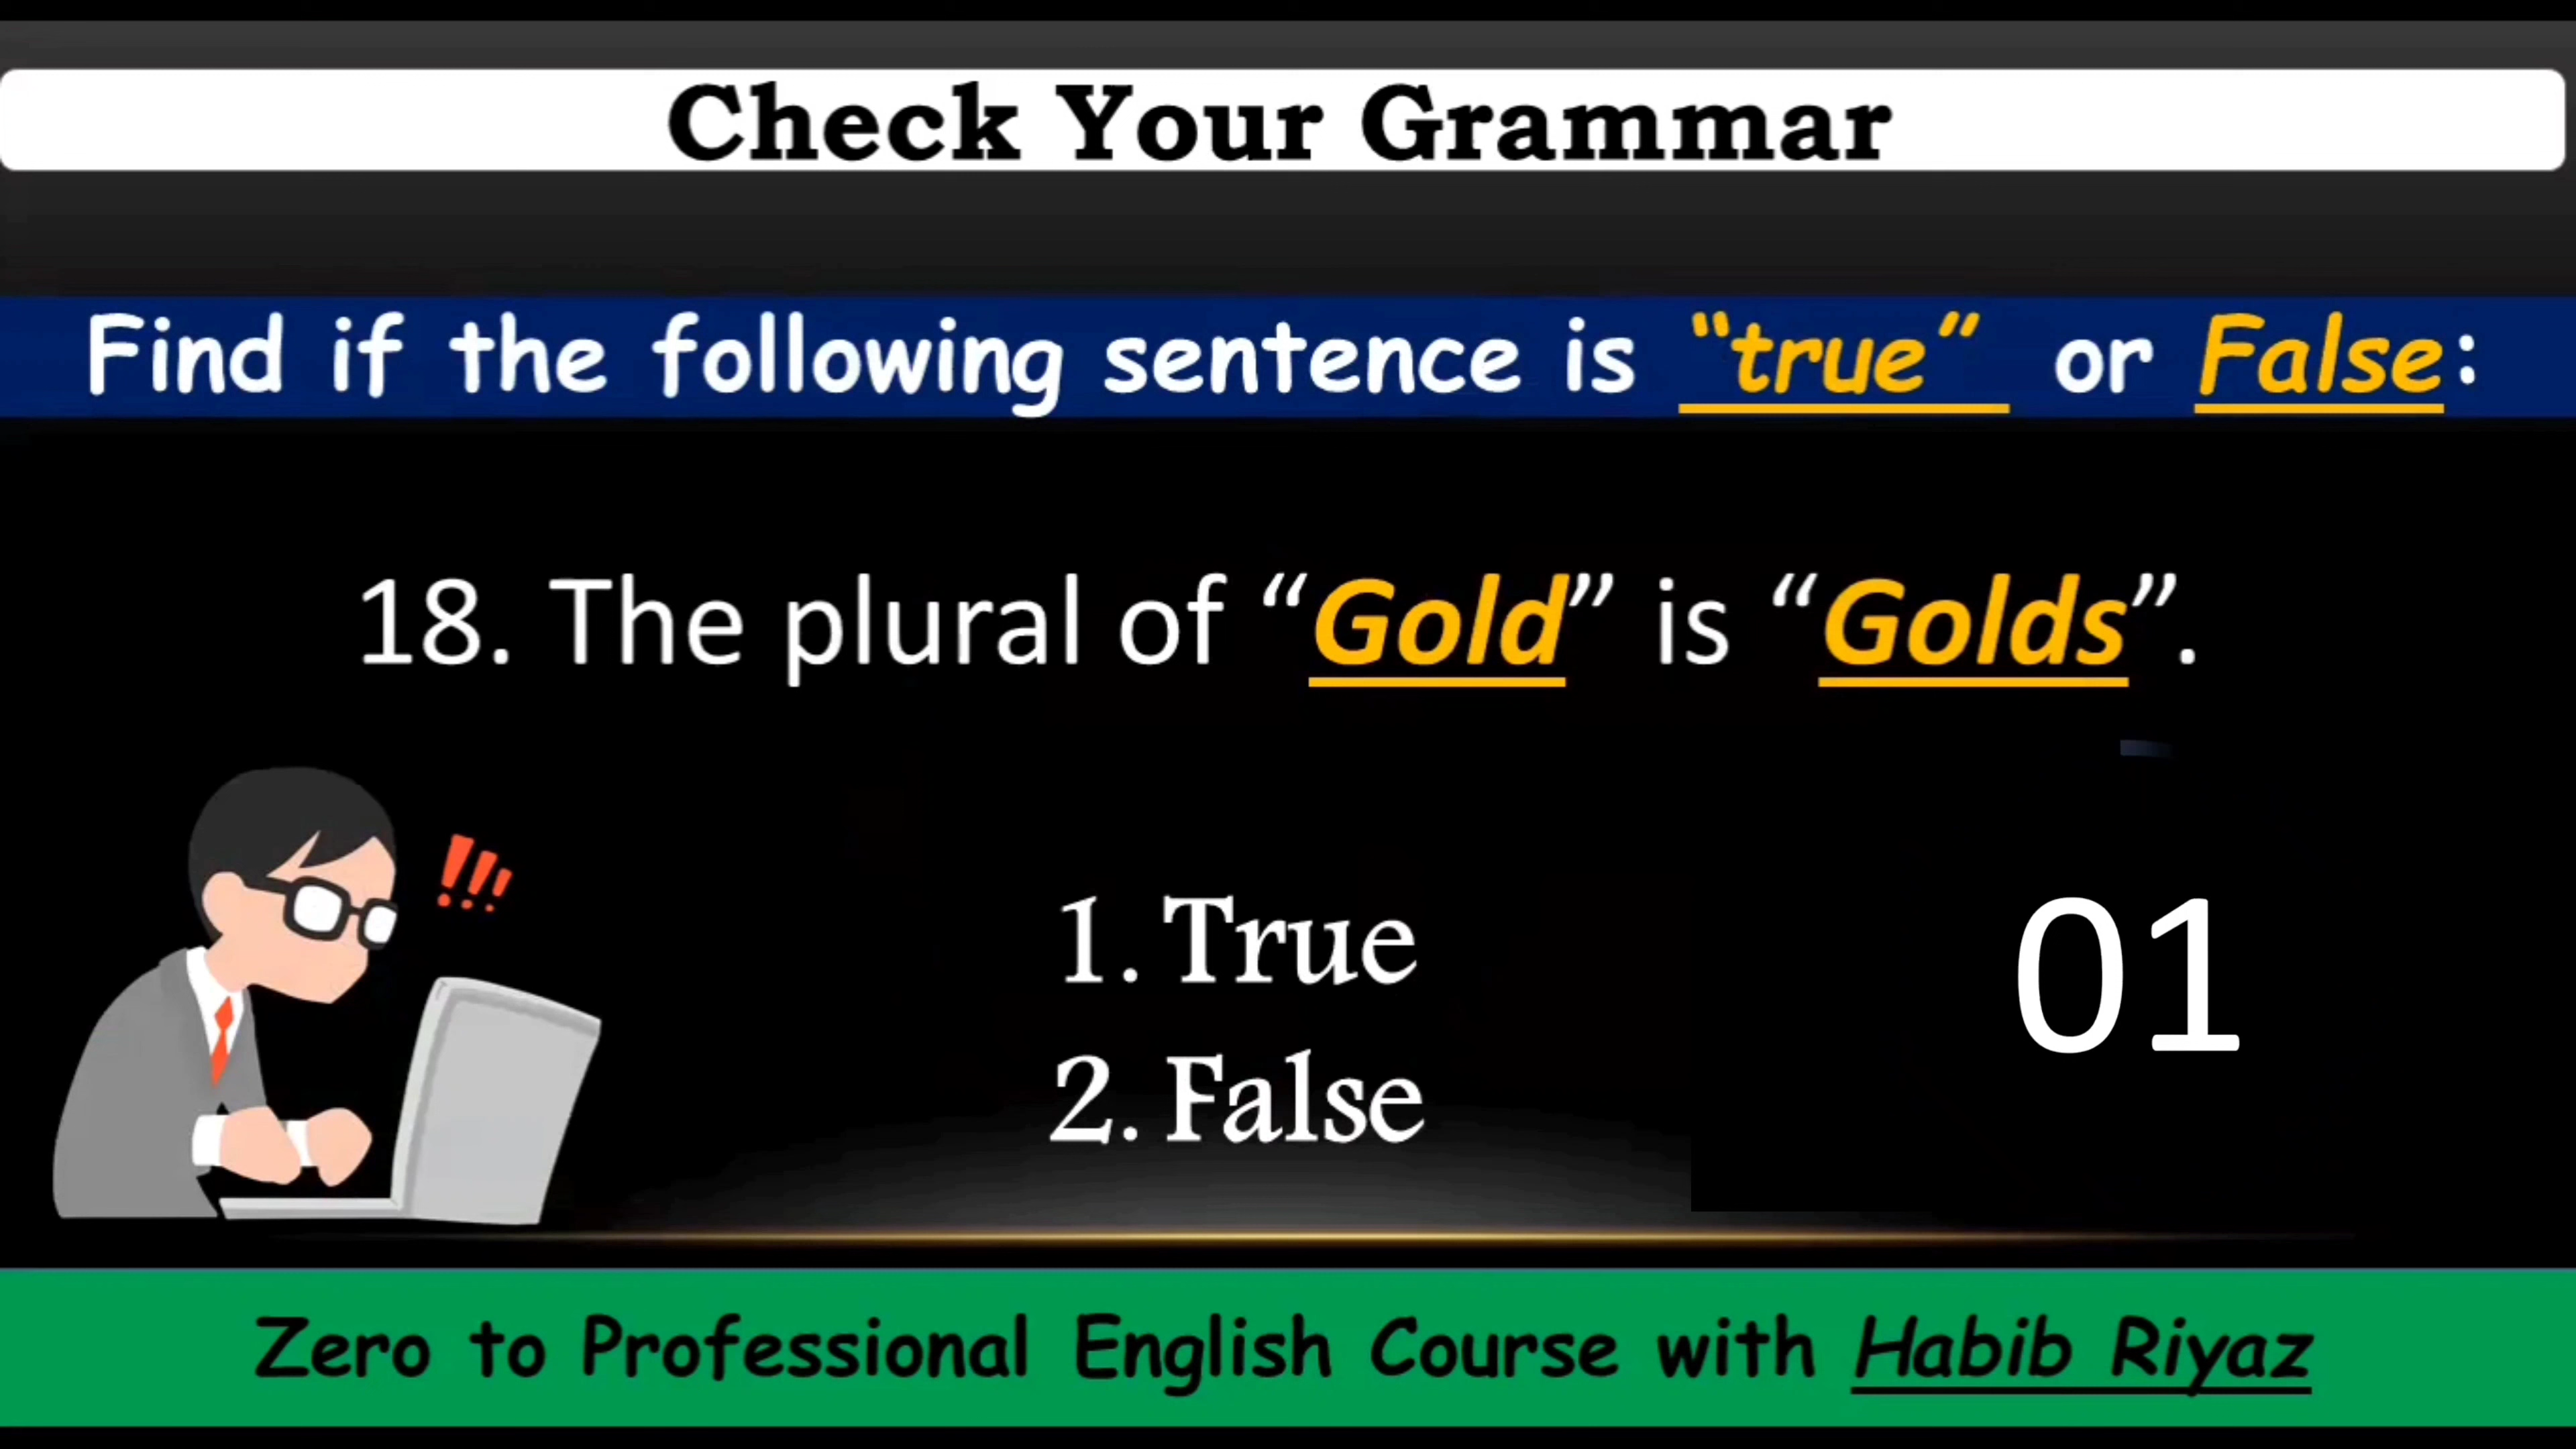 Check Your Grammar
Find if the following sentence is “true” or False:
18. The plural of “Gold” is “Golds”.
!!!
1. True
01
2. False
Zero to Professional English Course with Habib Riyaz